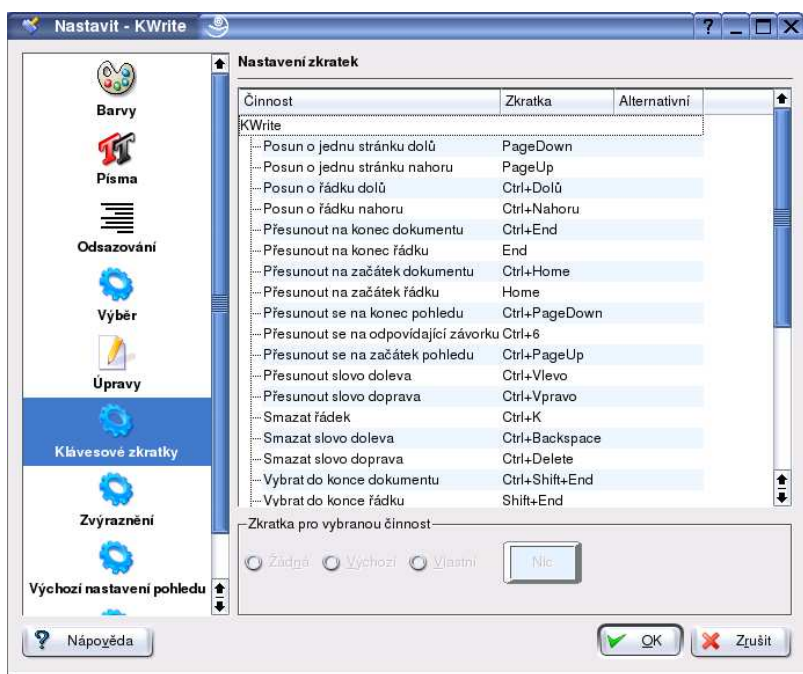 Nastavit - KWrite
Barvy
Písma
Odsazování
Výběr
Úpravy
Klávesové zkratky
Zvýraznění
Výchozí nastavení pohledu
Nastavení zkratek
Činnost Zkratka Alternativní
KWrite
Posun o jednu stránku dolů PageDown
Posun o jednu stránku nahoru PageUp
Posun o řádku dolů Ctrl+Dolů
Posun o řádku nahoru Ctrl+Nahoru
Přesunout na konec dokumentu Ctrl+End
Přesunout na konec řádku End
Přesunout na začátek dokumentu Ctrl+Home
Přesunout na začátek řádku Home
Přesunout se na konec pohledu Ctrl+PageDown
Přesunout se na odpovídající závorku Ctrl+6
Přesunout se na začátek pohledu Ctrl+PageUp
Přesunout slovo doleva Ctrl+Vlevo
Přesunout slovo doprava Ctrl+Vpravo
Smazat řádek Ctrl+K
Smazat slovo doleva Ctrl+Backspace
Smazat slovo doprava Ctrl+Delete
Vybrat do konce dokumentu Ctrl+Shift+End
Vybrat do konce řádku Shift+End
Zkratka pro vybranou činnost
Žádná Výchozí Vlastní Nic
Nápověda OK Zrušit